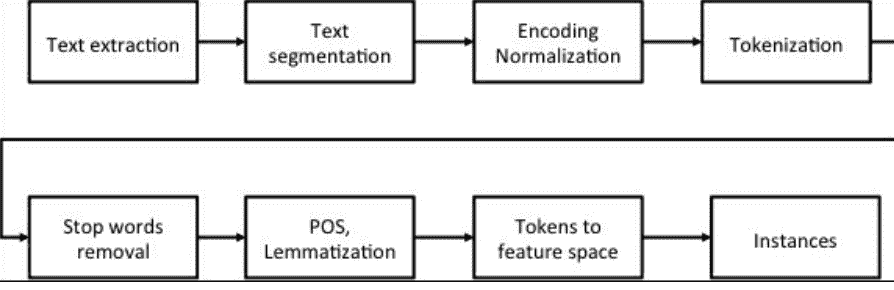 Text extraction
Text
segmentation
Encoding
Normalization
Tokenization
Stop words
removal
POS,
Lemmatization
Tokens to
feature space
Instances